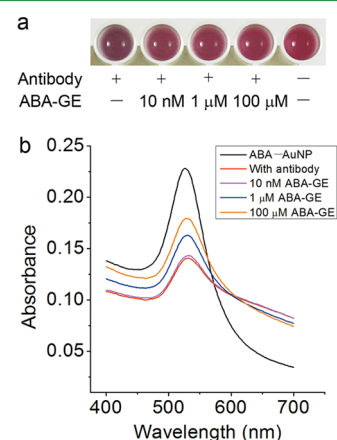 a
Antibody + + + + −
ABA-GE − 10 nM 1 μM 100 μM −
b
0.25
0.20
0.15
0.10
0.05
Absorbance
ABA−AuNP
With antibody
10 nM ABA-GE
1 μM ABA-GE
100 μM ABA-GE
400 500 600 700
Wavelength (nm)